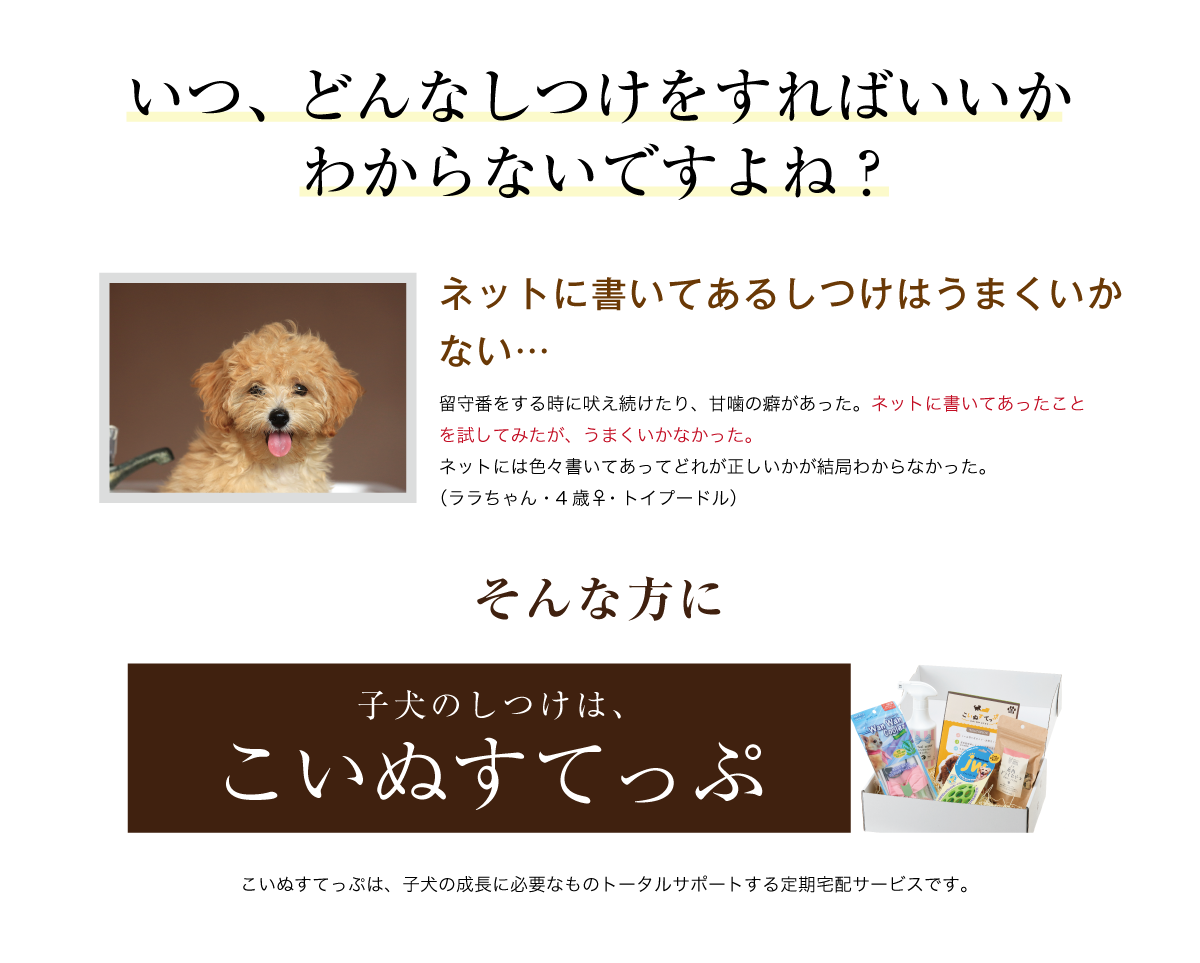 いつ、どんなしつけをすればいいか
わからないですよね？
ネットに書いてあるしつけはうまくいか
ない…
留守番をする時に吠え続けたり、甘噛の癖があった。ネットに書いてあったこと
を試してみたが、うまくいかなかった。
ネットには色々書いてあってどれが正しいかが結局わからなかった。
（ララちゃん・4歳♀・トイプードル）
そんな方に
子犬のしつけは、
こいぬすてっぷ
Wan Wan
こいぬすてっぷ
jw
こいぬすてっぷは、子犬の成長に必要なものトータルサポートする定期宅配サービスです。